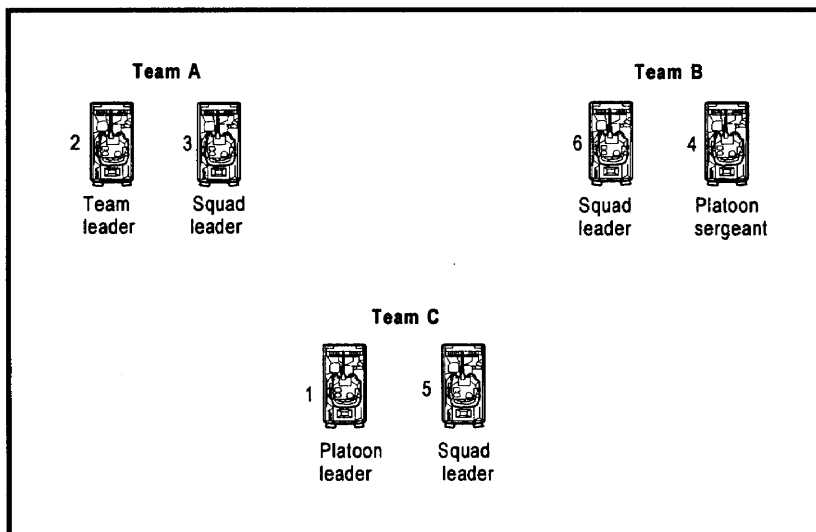 Team A
Team B
2
3
6
4
Team leader
Squad leader
Squad leader
Platoon sergeant
Team C
1
5
Platoon leader
Squad leader